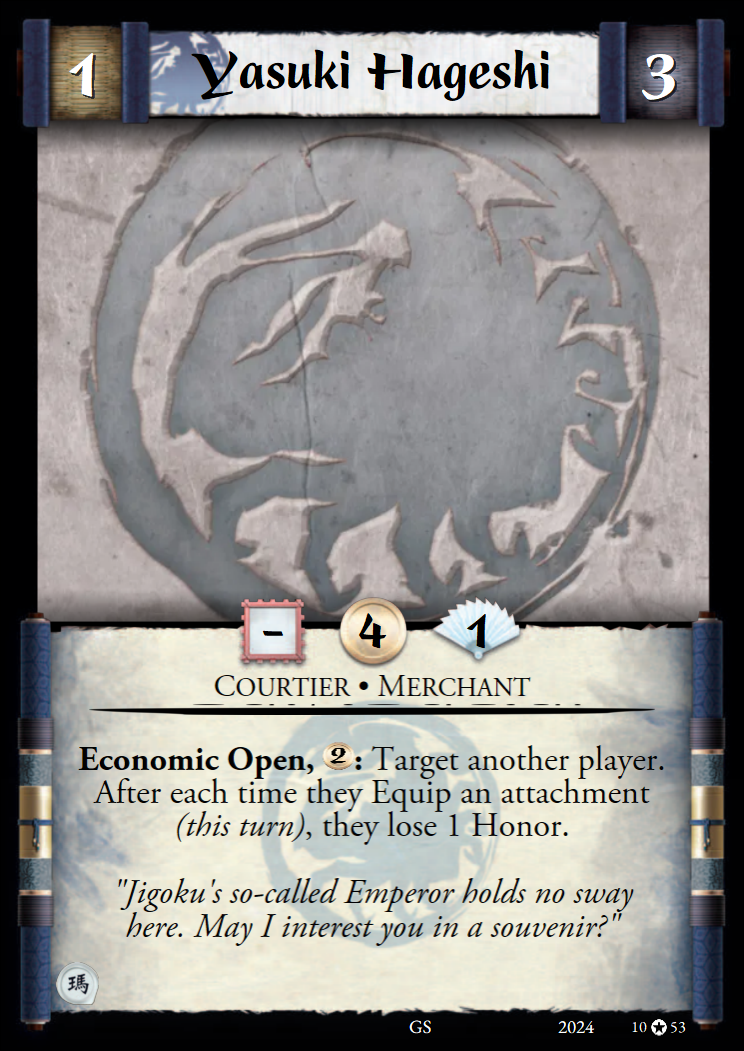 1
Yasuki Hageshi
3
-
4
1
Courtier • Merchant
Economic Open, 2: Target another player.
After each time they Equip an attachment
(this turn), they lose 1 Honor.
"Jigoku's so-called Emperor holds no sway
here. May I interest you in a souvenir?"
瑪
GS 2024 10 ✪ 53